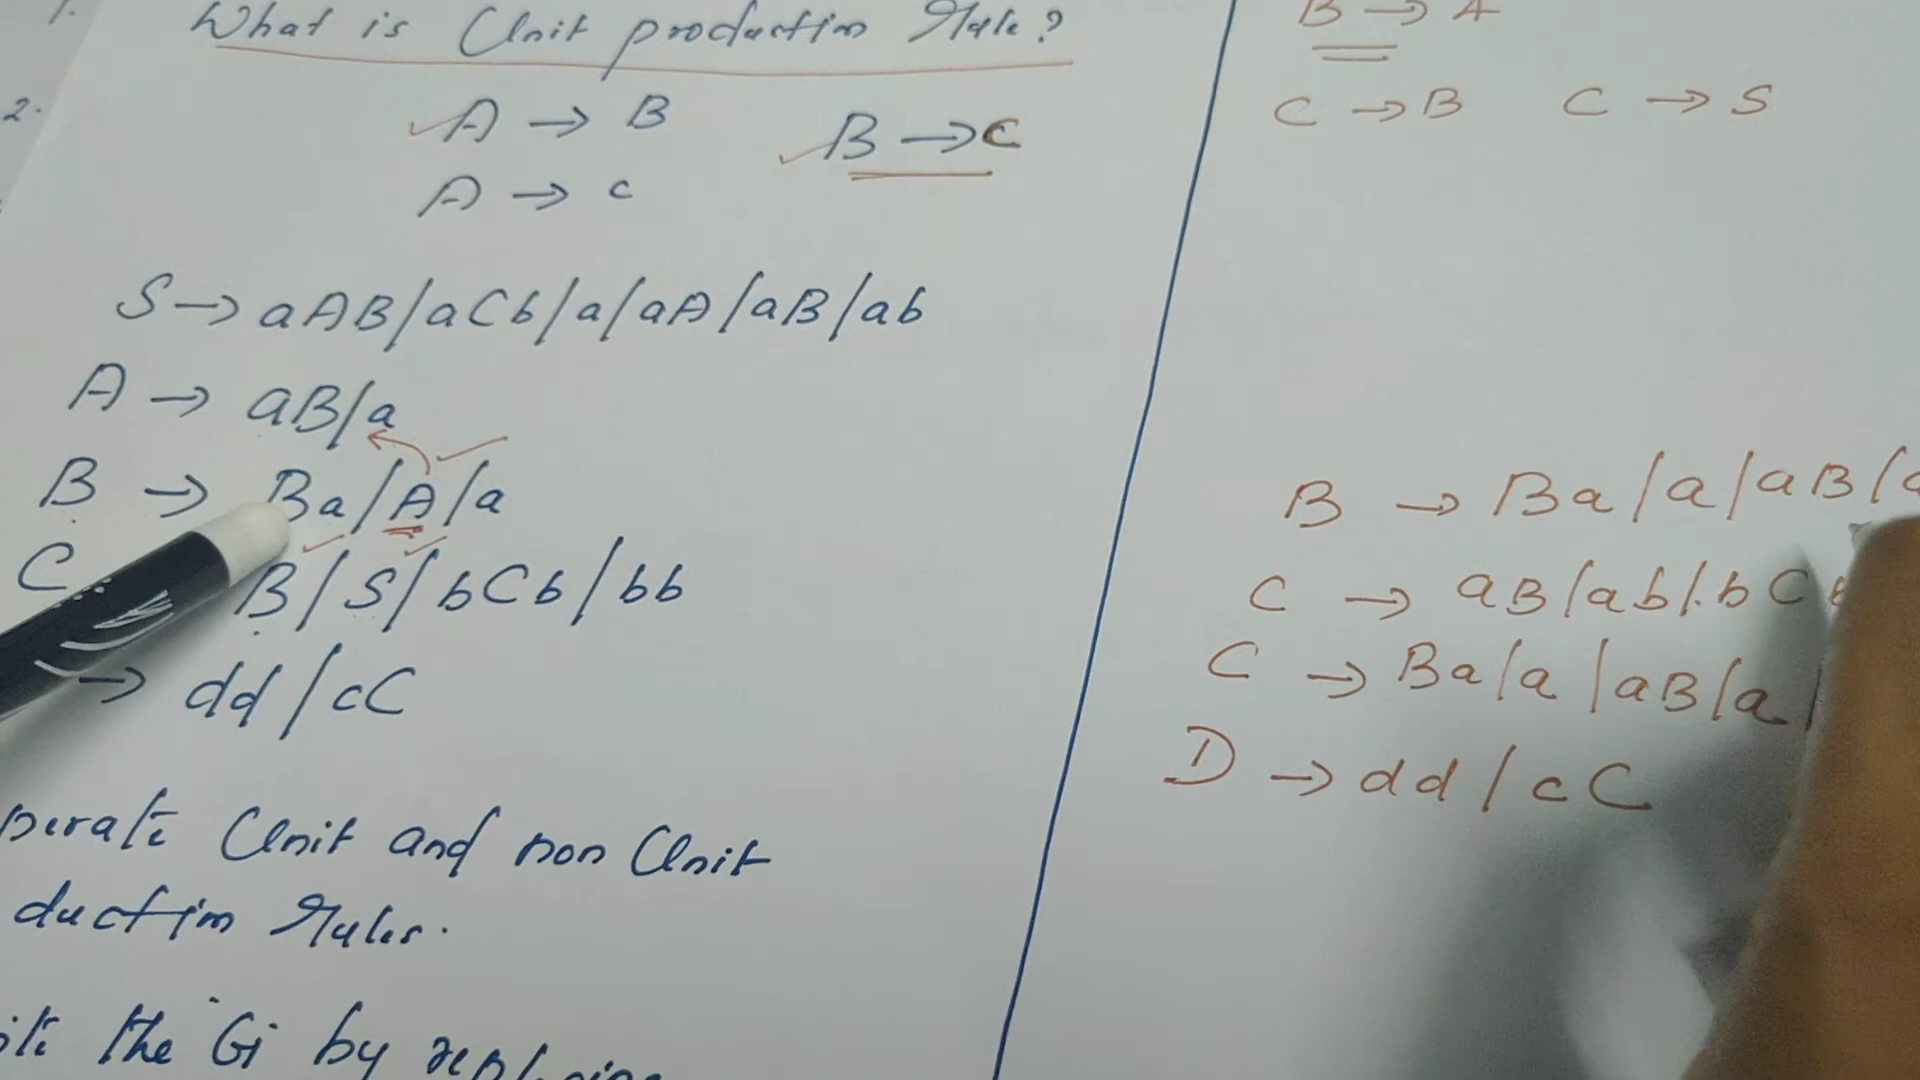 1.
What is Unit production Rule?
2.
A → B
B → C
A → c
S → aAB/aCb/a/aA/aB/ab
A → aB/a
B → Ba/A/a
C B/S/bCb/bb
→ dd/cC
perate Unit and non Unit
duction Rules.
the G by
B → A
C → B C → S
B → Ba/a/aB/
C → aB/ab/.bC
C → Ba/a/aB/a
D → dd/cC